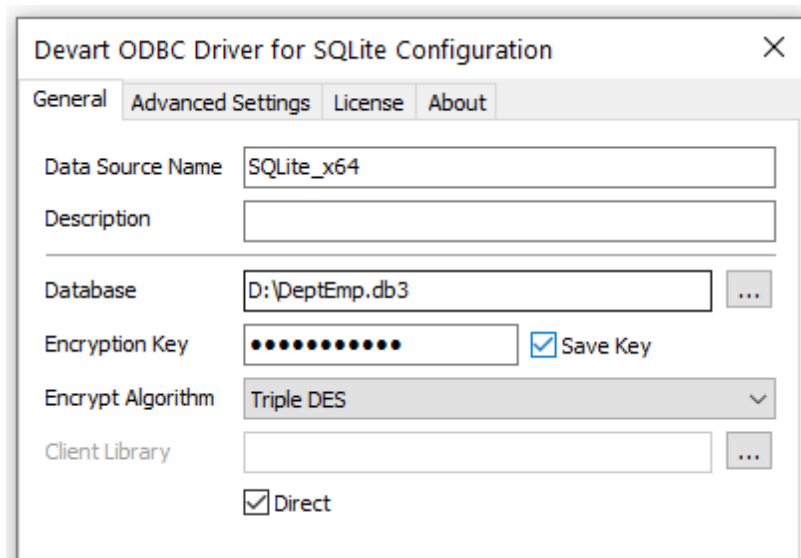 Devart ODBC Driver for SQLite Configuration
General Advanced Settings License About
Data Source Name SQLite_x64
Description
Database D:\DeptEmp.db3 ...
Encryption Key ●●●●●●●●●●● Save Key
Encrypt Algorithm Triple DES
Client Library ...
Direct